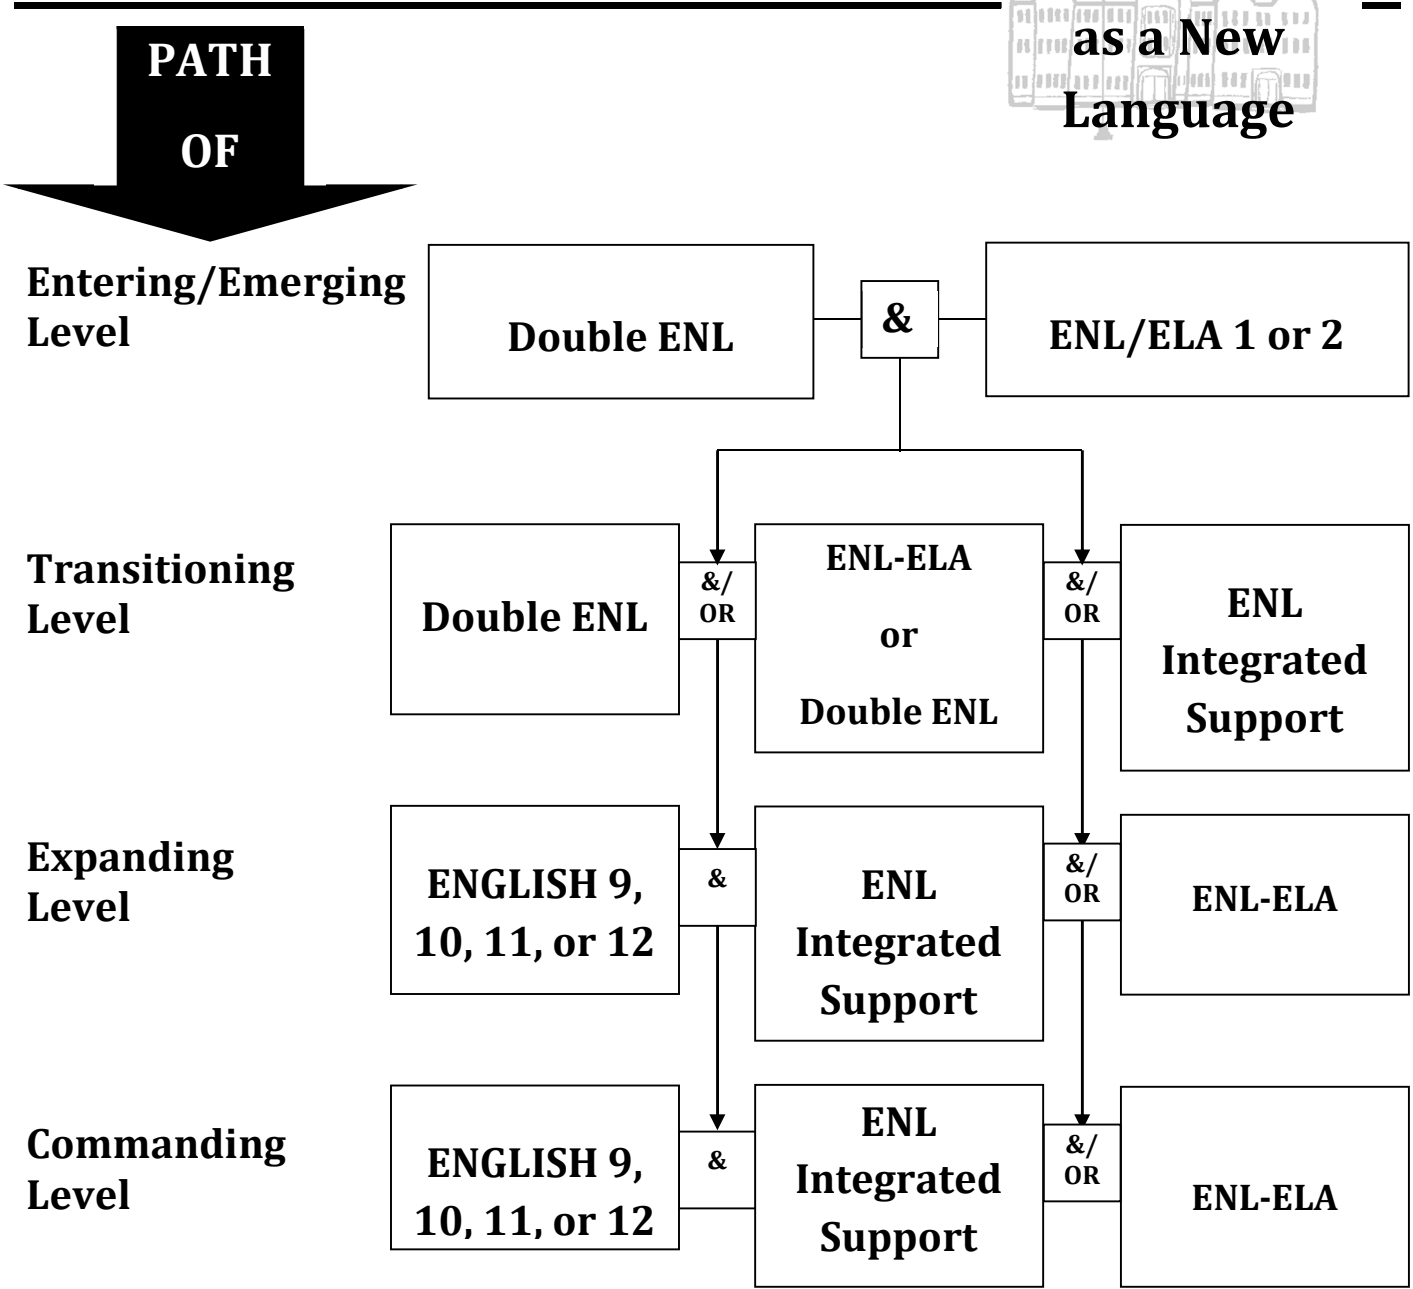 as a New
Language
PATH
OF
Entering/Emerging
Level
Double ENL
&
ENL/ELA 1 or 2
Transitioning
Level
Double ENL
&/
OR
ENL-ELA
or
Double ENL
&/
OR
ENL
Integrated
Support
Expanding
Level
ENGLISH 9,
10, 11, or 12
&
ENL
Integrated
Support
&/
OR
ENL-ELA
Commanding
Level
ENGLISH 9,
10, 11, or 12
&
ENL
Integrated
Support
&/
OR
ENL-ELA